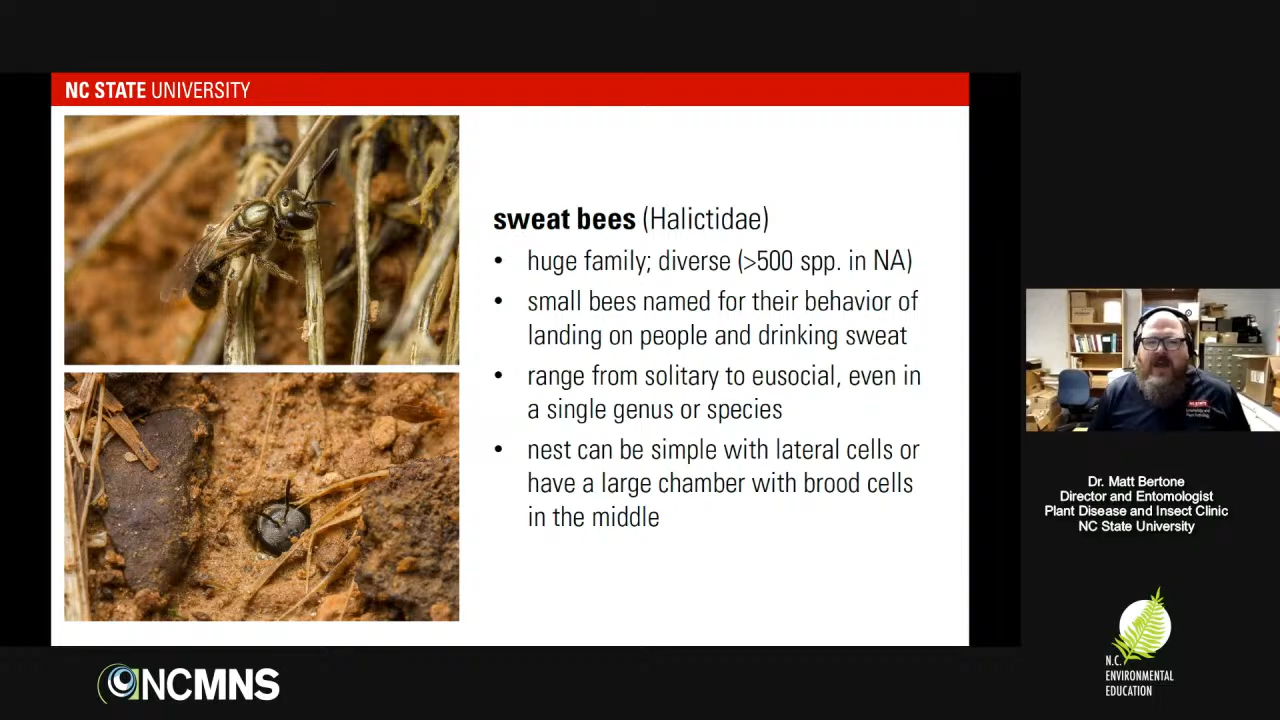 NC STATE UNIVERSITY
sweat bees (Halictidae)
• huge family; diverse (>500 spp. in NA)
• small bees named for their behavior of
landing on people and drinking sweat
• range from solitary to eusocial, even in
a single genus or species
• nest can be simple with lateral cells or
have a large chamber with brood cells
in the middle
NC STATE
Dr. Matt Bertone
Director and Entomologist
Plant Disease and Insect Clinic
NC State University
NCMNS
N.C.
ENVIRONMENTAL
EDUCATION